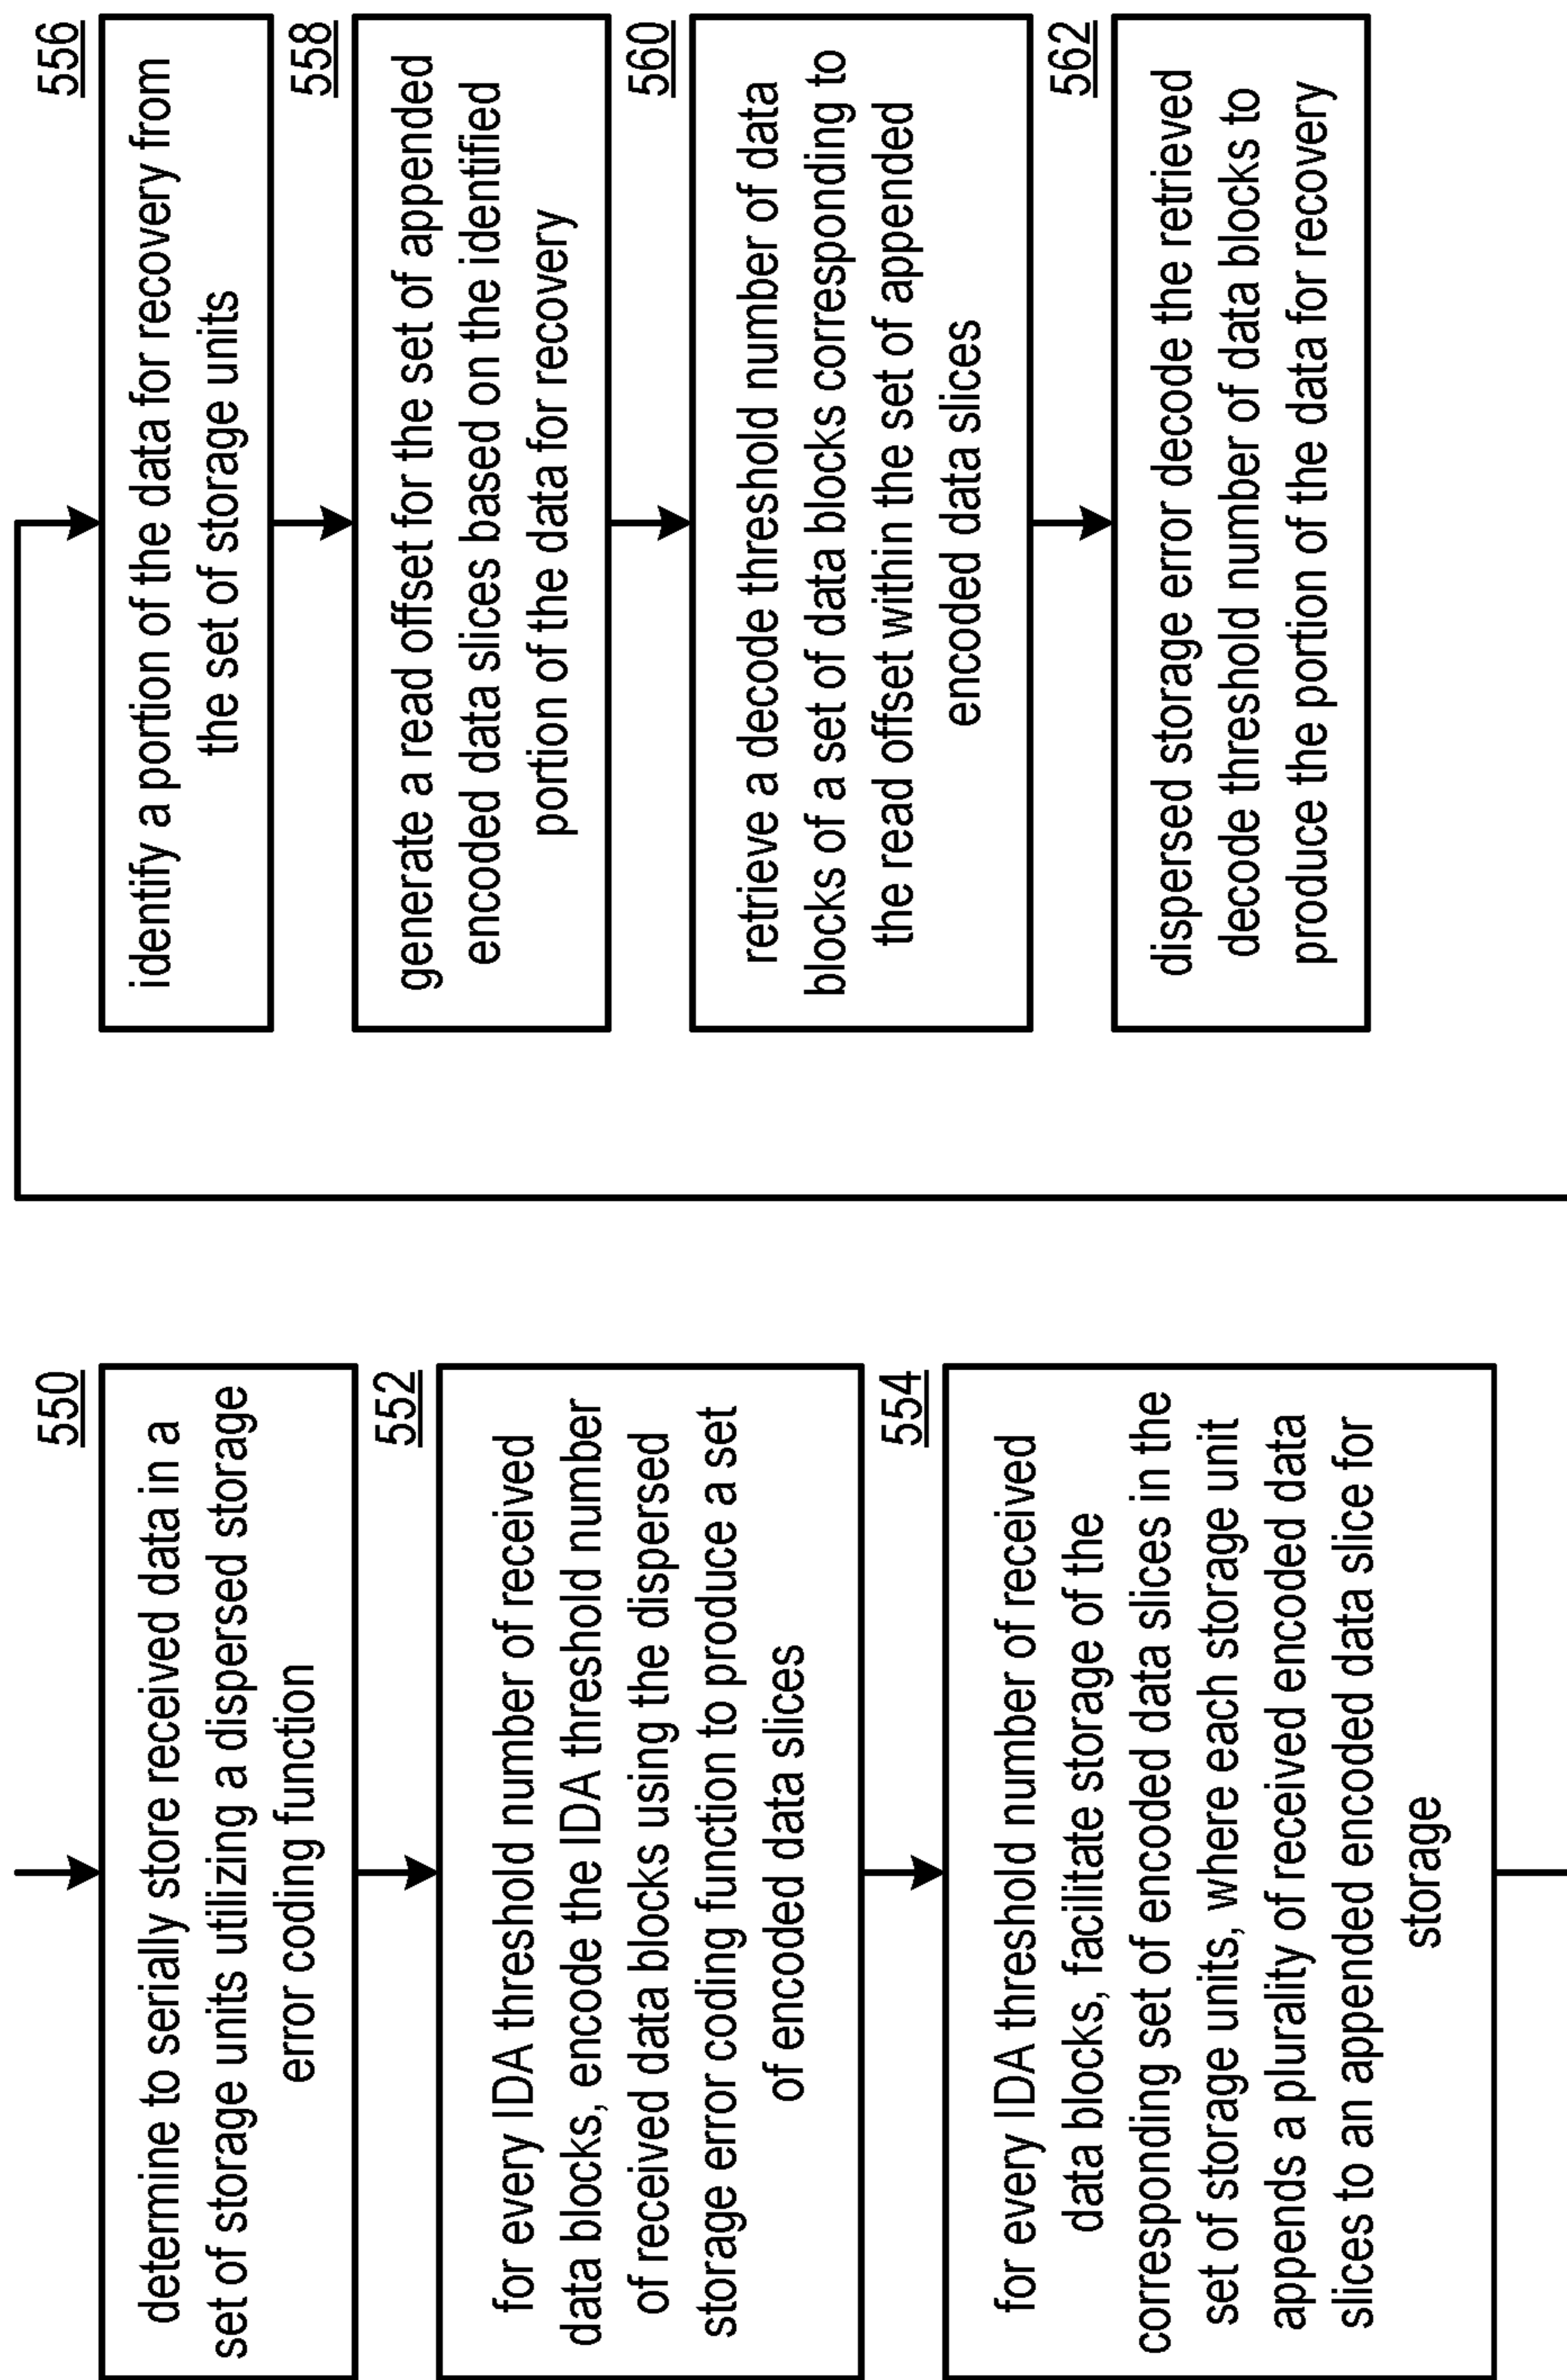 550
determine to serially store received data in a
set of storage units utilizing a dispersed storage
error coding function
552
for every IDA threshold number of received
data blocks, encode the IDA threshold number
of received data blocks using the dispersed
storage error coding function to produce a set
of encoded data slices
554
for every IDA threshold number of received
data blocks, facilitate storage of the
corresponding set of encoded data slices in the
set of storage units, where each storage unit
appends a plurality of received encoded data
slices to an appended encoded data slice for
storage
556
identify a portion of the data for recovery from
the set of storage units
558
generate a read offset for the set of appended
encoded data slices based on the identified
portion of the data for recovery
560
retrieve a decode threshold number of data
blocks of a set of data blocks corresponding to
the read offset within the set of appended
encoded data slices
562
dispersed storage error decode the retrieved
decode threshold number of data blocks to
produce the portion of the data for recovery